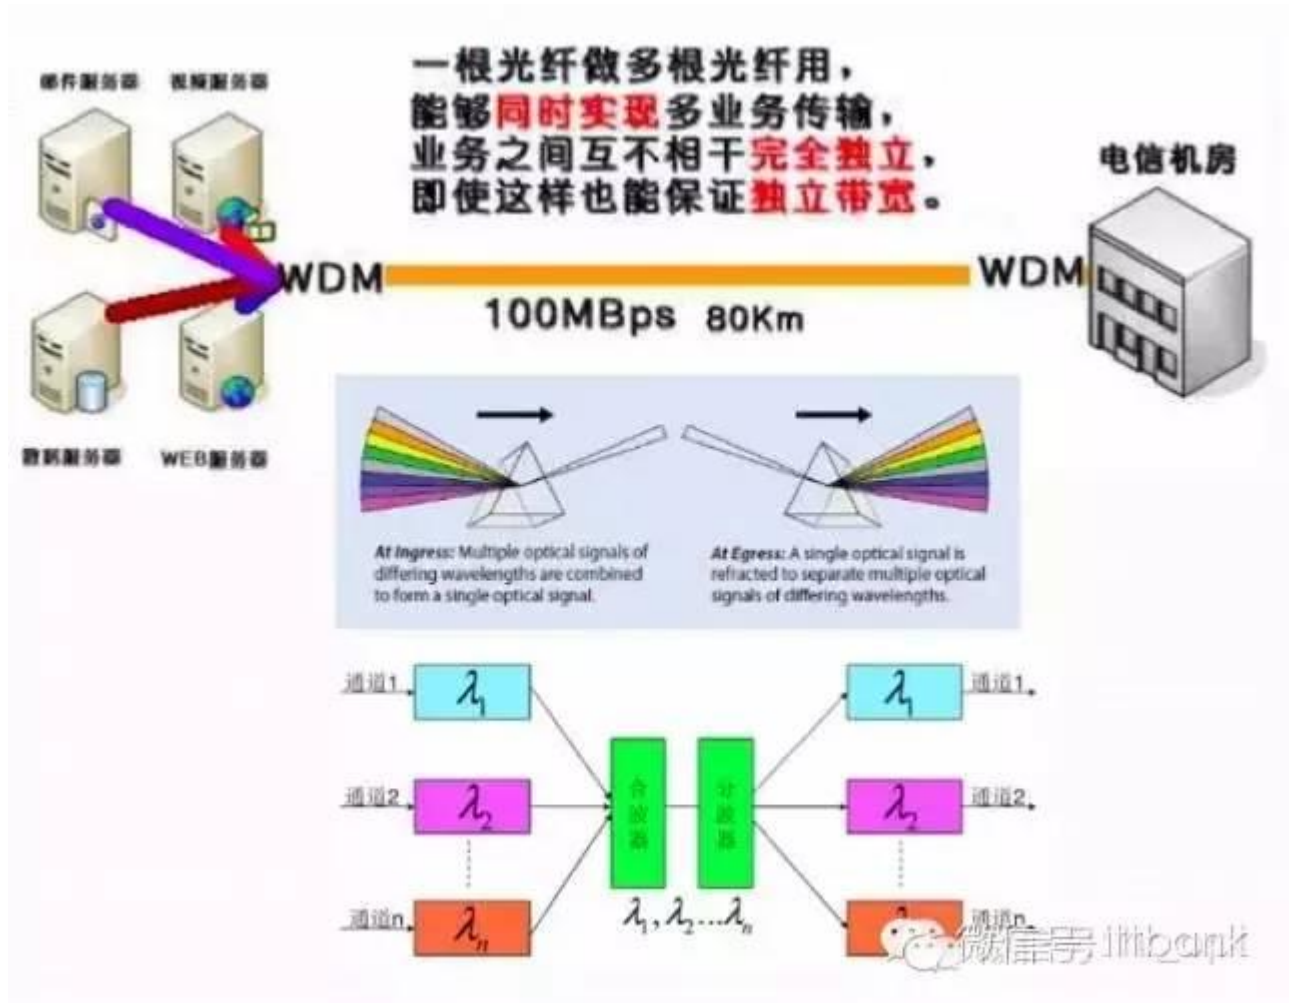 一根光纤做多根光纤用，
能够同时实现多业务传输，
业务之间互不相干完全独立，
即使这样也能保证独立带宽。
邮件服务器 视频服务器
电信机房
WDM
WDM
100MBps 80Km
数据服务器 WEB服务器
At Ingress: Multiple optical signals of
differing wavelengths are combined
to form a single optical signal.
At Egress: A single optical signal is
refracted to separate multiple optical
signals of differing wavelengths.
通道1 λ1 λ1 通道1
通道2 λ2 λ2 通道2
合波器 分波器
通道n λn 通道n
λ1, λ2...λn
微信号